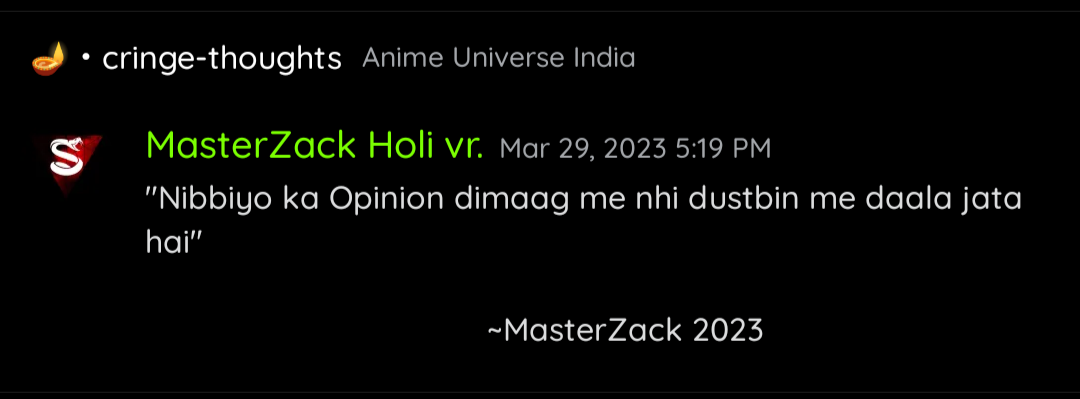 • cringe-thoughts Anime Universe India
MasterZack Holi vr. Mar 29, 2023 5:19 PM
"Nibbiyo ka Opinion dimaag me nhi dustbin me daala jata
hai"
~MasterZack 2023